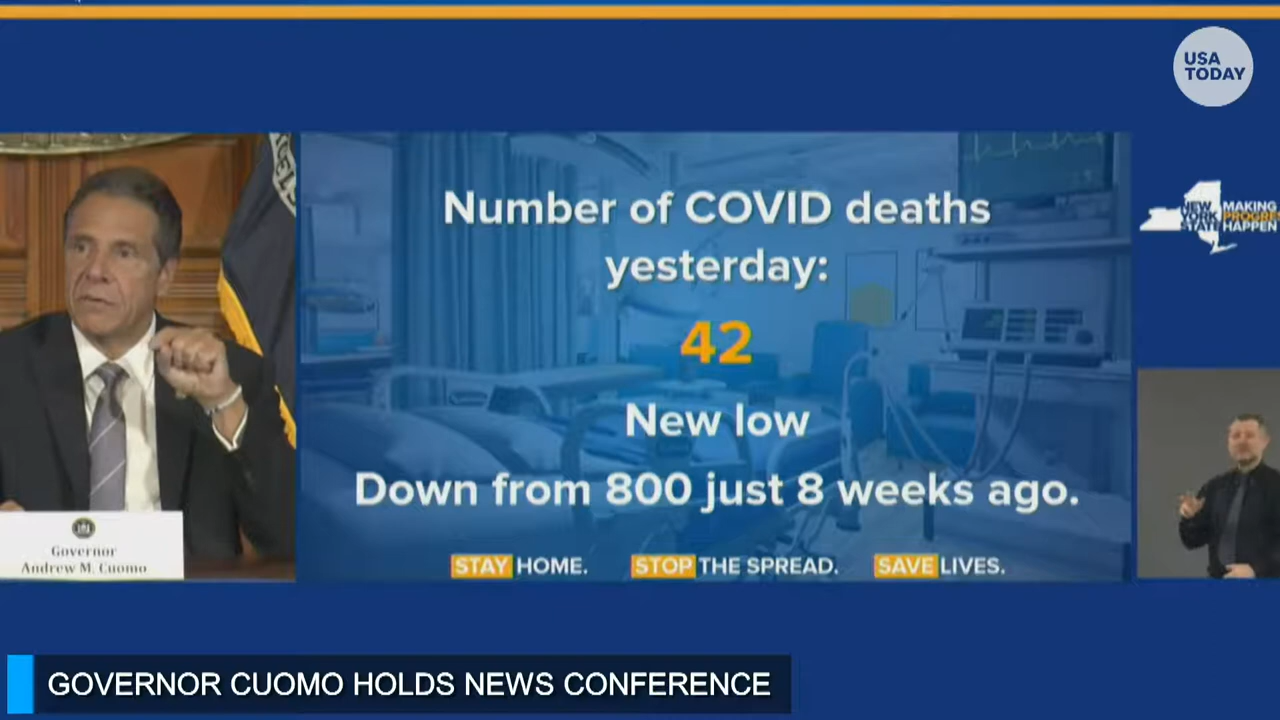 USA
TODAY
Number of COVID deaths
yesterday:
42
New low
Down from 800 just 8 weeks ago.
STAY HOME. STOP THE SPREAD. SAVE LIVES.
NEW
YORK
STATE
MAKING
PROGRE
HAPPEN
Governor
Andrew M. Cuomo
GOVERNOR CUOMO HOLDS NEWS CONFERENCE